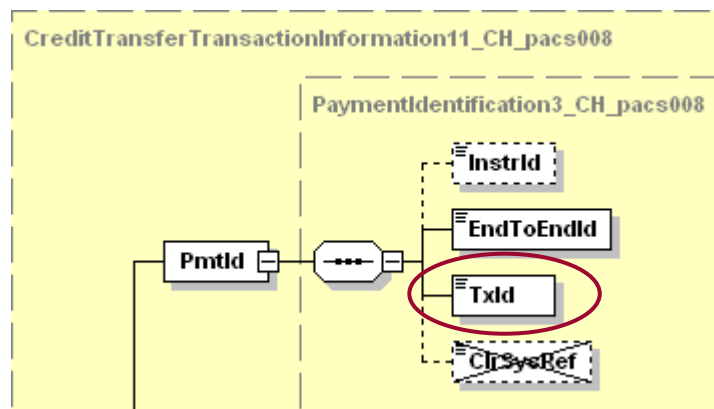 CreditTransferTransactionInformation11_CH_pacs008
PaymentIdentification3_CH_pacs008
InstrId
EndToEndId
PmtId
TxId
ClrSysRef